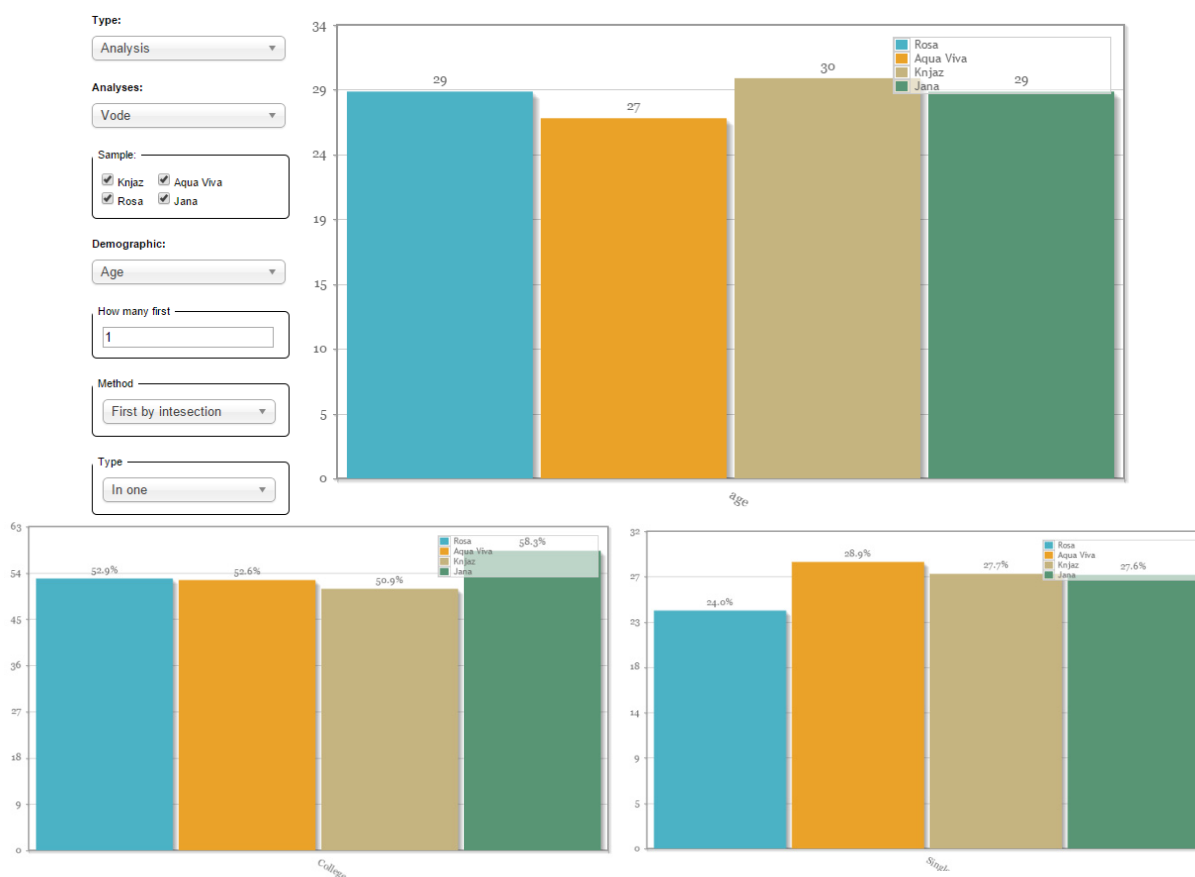 Type:
Analysis
Analyses:
Vode
Sample:
Knjaz Aqua Viva
Rosa Jana
Demographic:
Age
How many first
1
Method
First by intesection
Type
In one
34
29
24
19
15
10
5
0
29
27
30
29
Rosa
Aqua Viva
Knjaz
Jana
age
63
54
45
36
27
18
9
0
52.9%
52.6%
50.9%
58.3%
Rosa
Aqua Viva
Knjaz
Jana
College
32
27
23
18
14
9
5
0
24.0%
28.9%
27.7%
27.6%
Rosa
Aqua Viva
Knjaz
Jana
Single